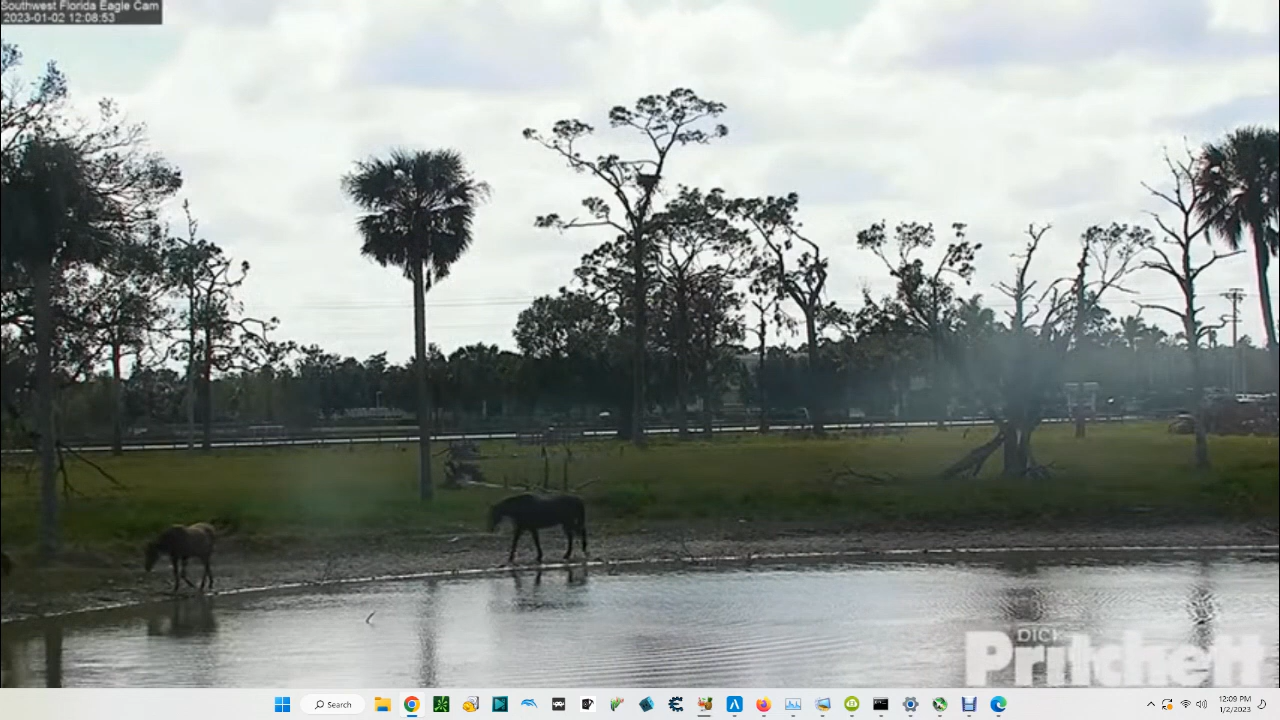 Southwest Florida Eagle Cam
2023-01-02 12:08:53
DICK
Pritchett
Search
12:09 PM
1/2/2023